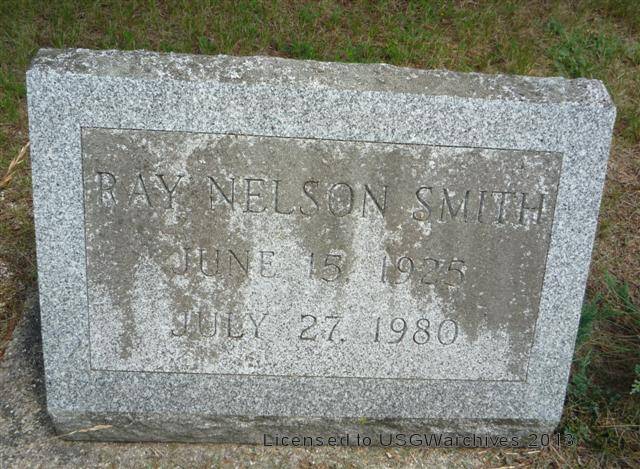 RAY NELSON SMITH
JUNE 15, 1925
JULY 27, 1980
Licensed to USGWarchives 2013